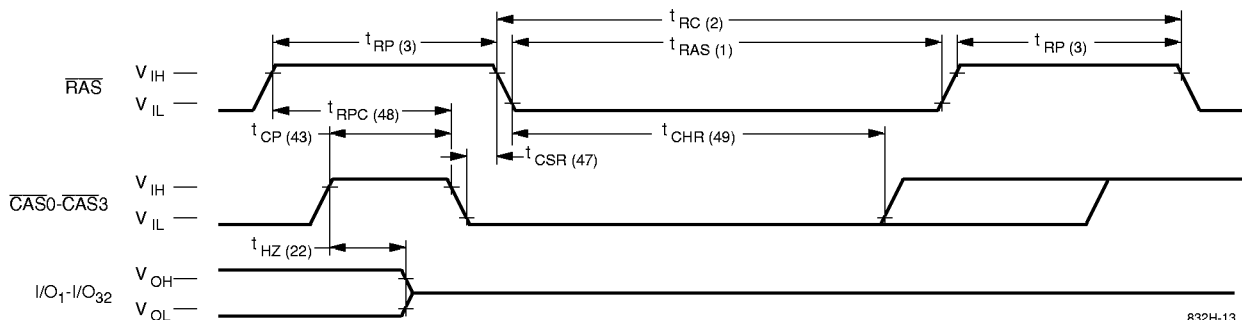 t RC (2)
t RP (3)
t RAS (1)
t RP (3)
RAS
V IH
V IL
t RPC (48)
t CP (43)
t CHR (49)
t CSR (47)
CAS0-CAS3
V IH
V IL
t HZ (22)
I/O1-I/O32
V OH
V OL
832H-13